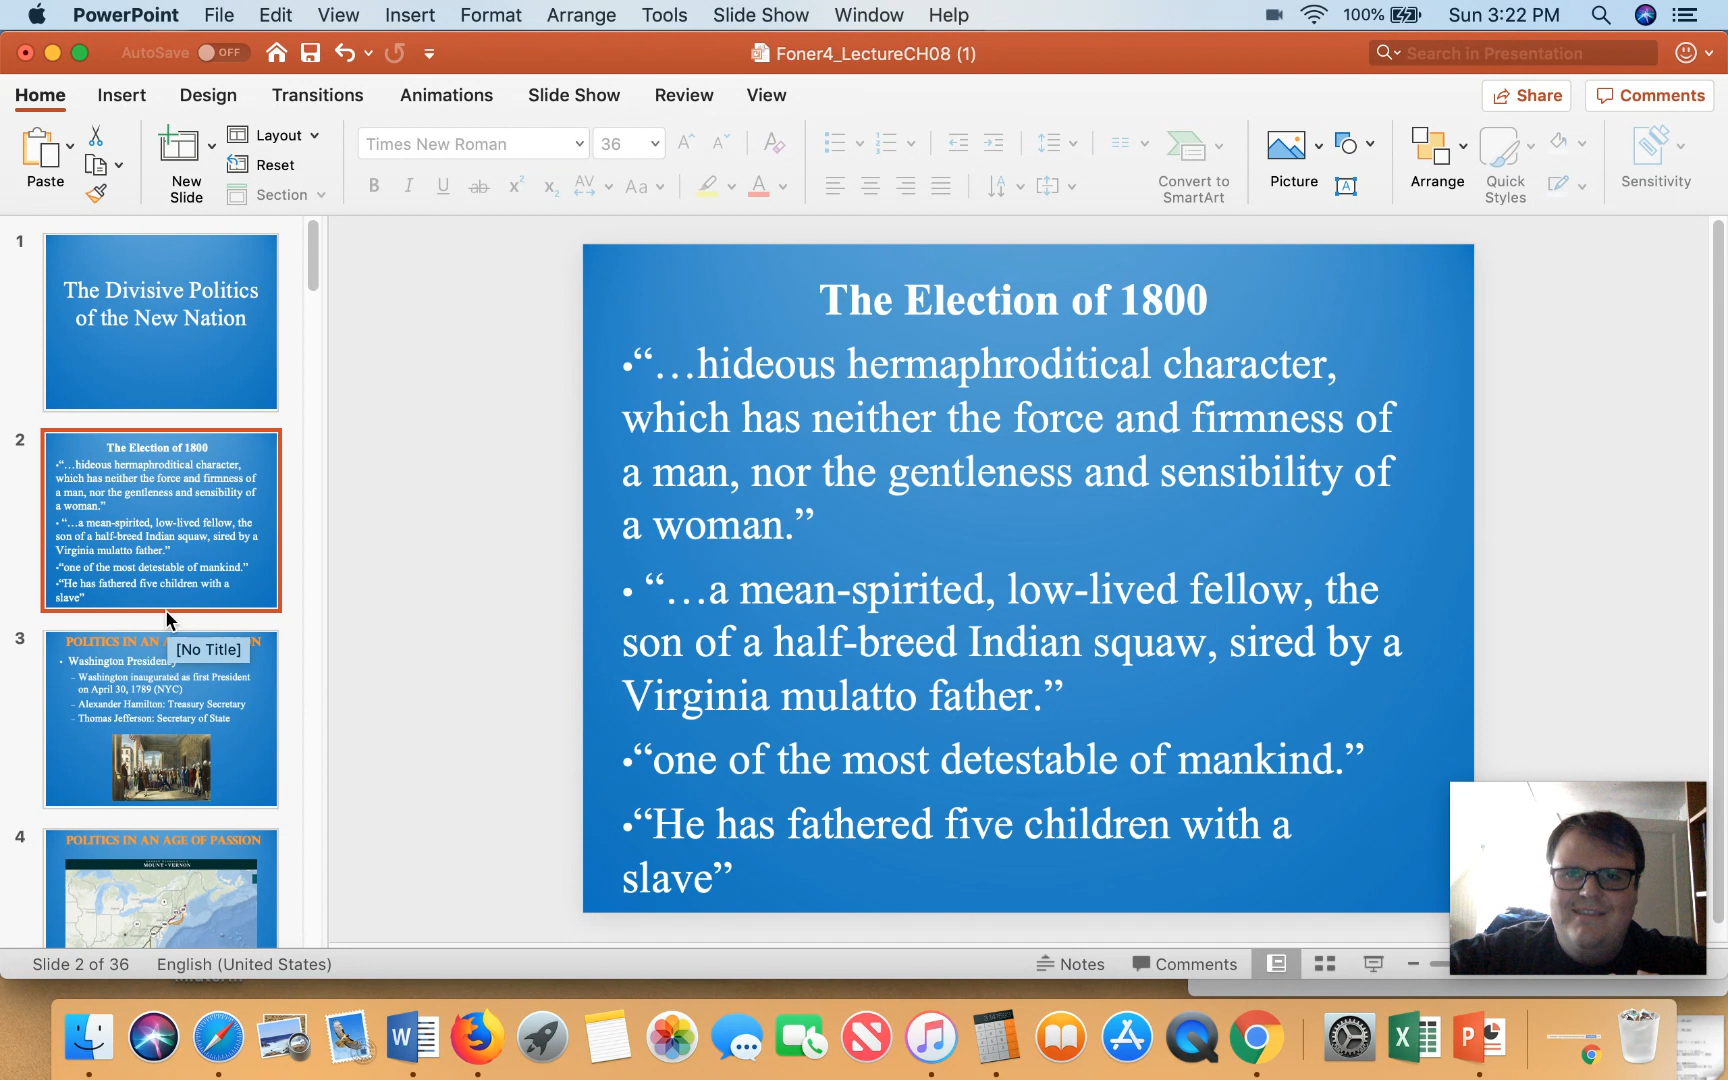 PowerPoint File Edit View Insert Format Arrange Tools Slide Show Window Help 100% Sun 3:22 PM
AutoSave OFF Foner4_LectureCH08 (1) Search in Presentation
Home Insert Design Transitions Animations Slide Show Review View Share Comments
Paste
New Slide
Layout
Reset
Section
Times New Roman 36
B I U ab X² X₂ AV Aa A
Convert to SmartArt
Picture
Arrange
Quick Styles
Sensitivity
1
The Divisive Politics
of the New Nation
2
The Election of 1800
•“…hideous hermaphroditical character,
which has neither the force and firmness of
a man, nor the gentleness and sensibility of
a woman.”
• “…a mean-spirited, low-lived fellow, the
son of a half-breed Indian squaw, sired by a
Virginia mulatto father.”
•“one of the most detestable of mankind.”
•“He has fathered five children with a
slave”
3
POLITICS IN AN
[No Title]
• Washington Presidency
– Washington inaugurated as first President
on April 30, 1789 (NYC)
– Alexander Hamilton: Treasury Secretary
– Thomas Jefferson: Secretary of State
4
POLITICS IN AN AGE OF PASSION
MOUNT VERNON
The Election of 1800
•“…hideous hermaphroditical character,
which has neither the force and firmness of
a man, nor the gentleness and sensibility of
a woman.”
• “…a mean-spirited, low-lived fellow, the
son of a half-breed Indian squaw, sired by a
Virginia mulatto father.”
•“one of the most detestable of mankind.”
•“He has fathered five children with a
slave”
Slide 2 of 36 English (United States) Notes Comments